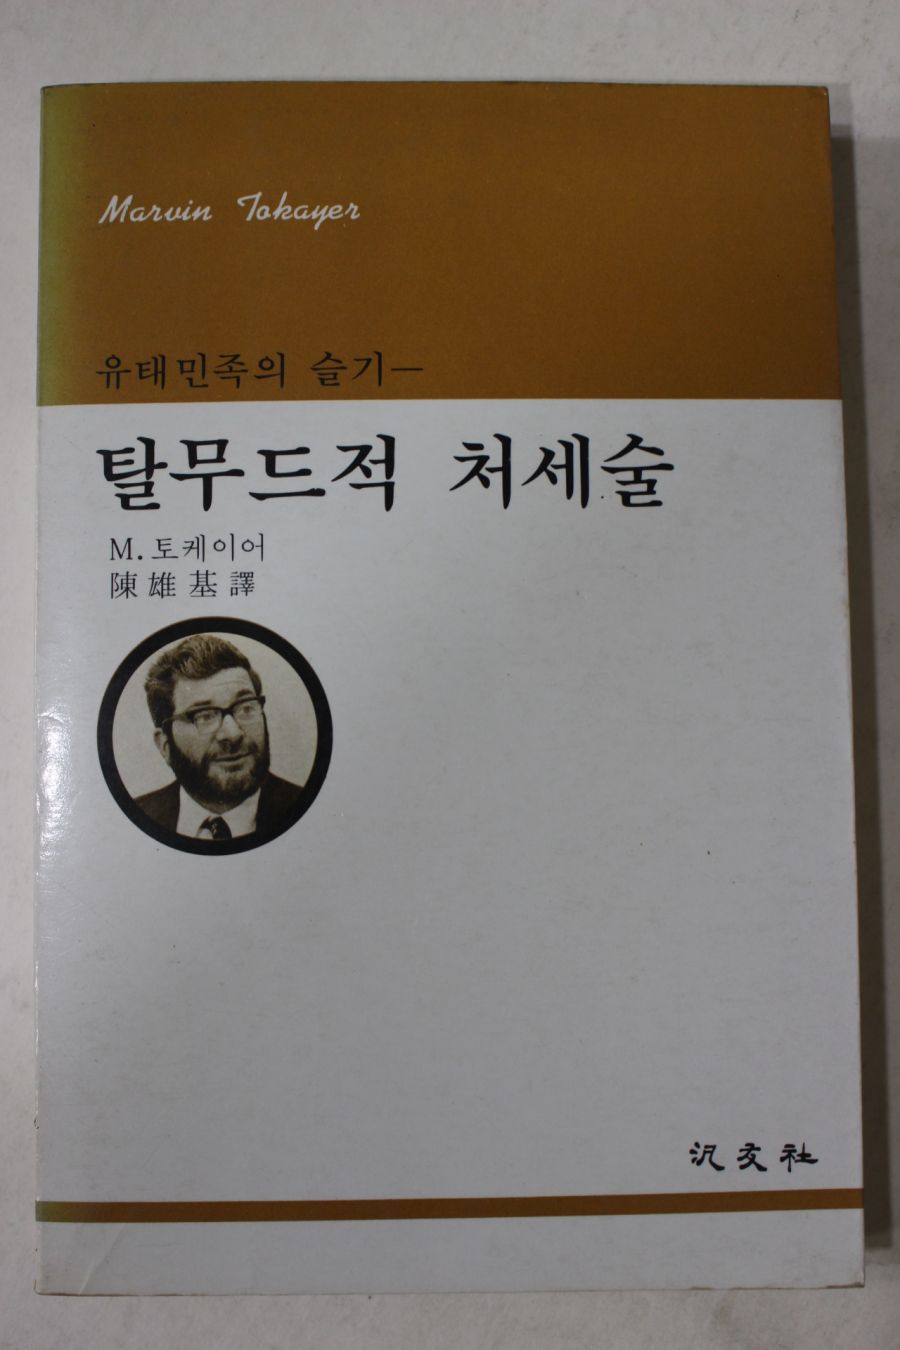 Marvin Tokayer
유태민족의 슬기—
탈무드적 처세술
M. 토케이어
陳雄基譯
汎友社